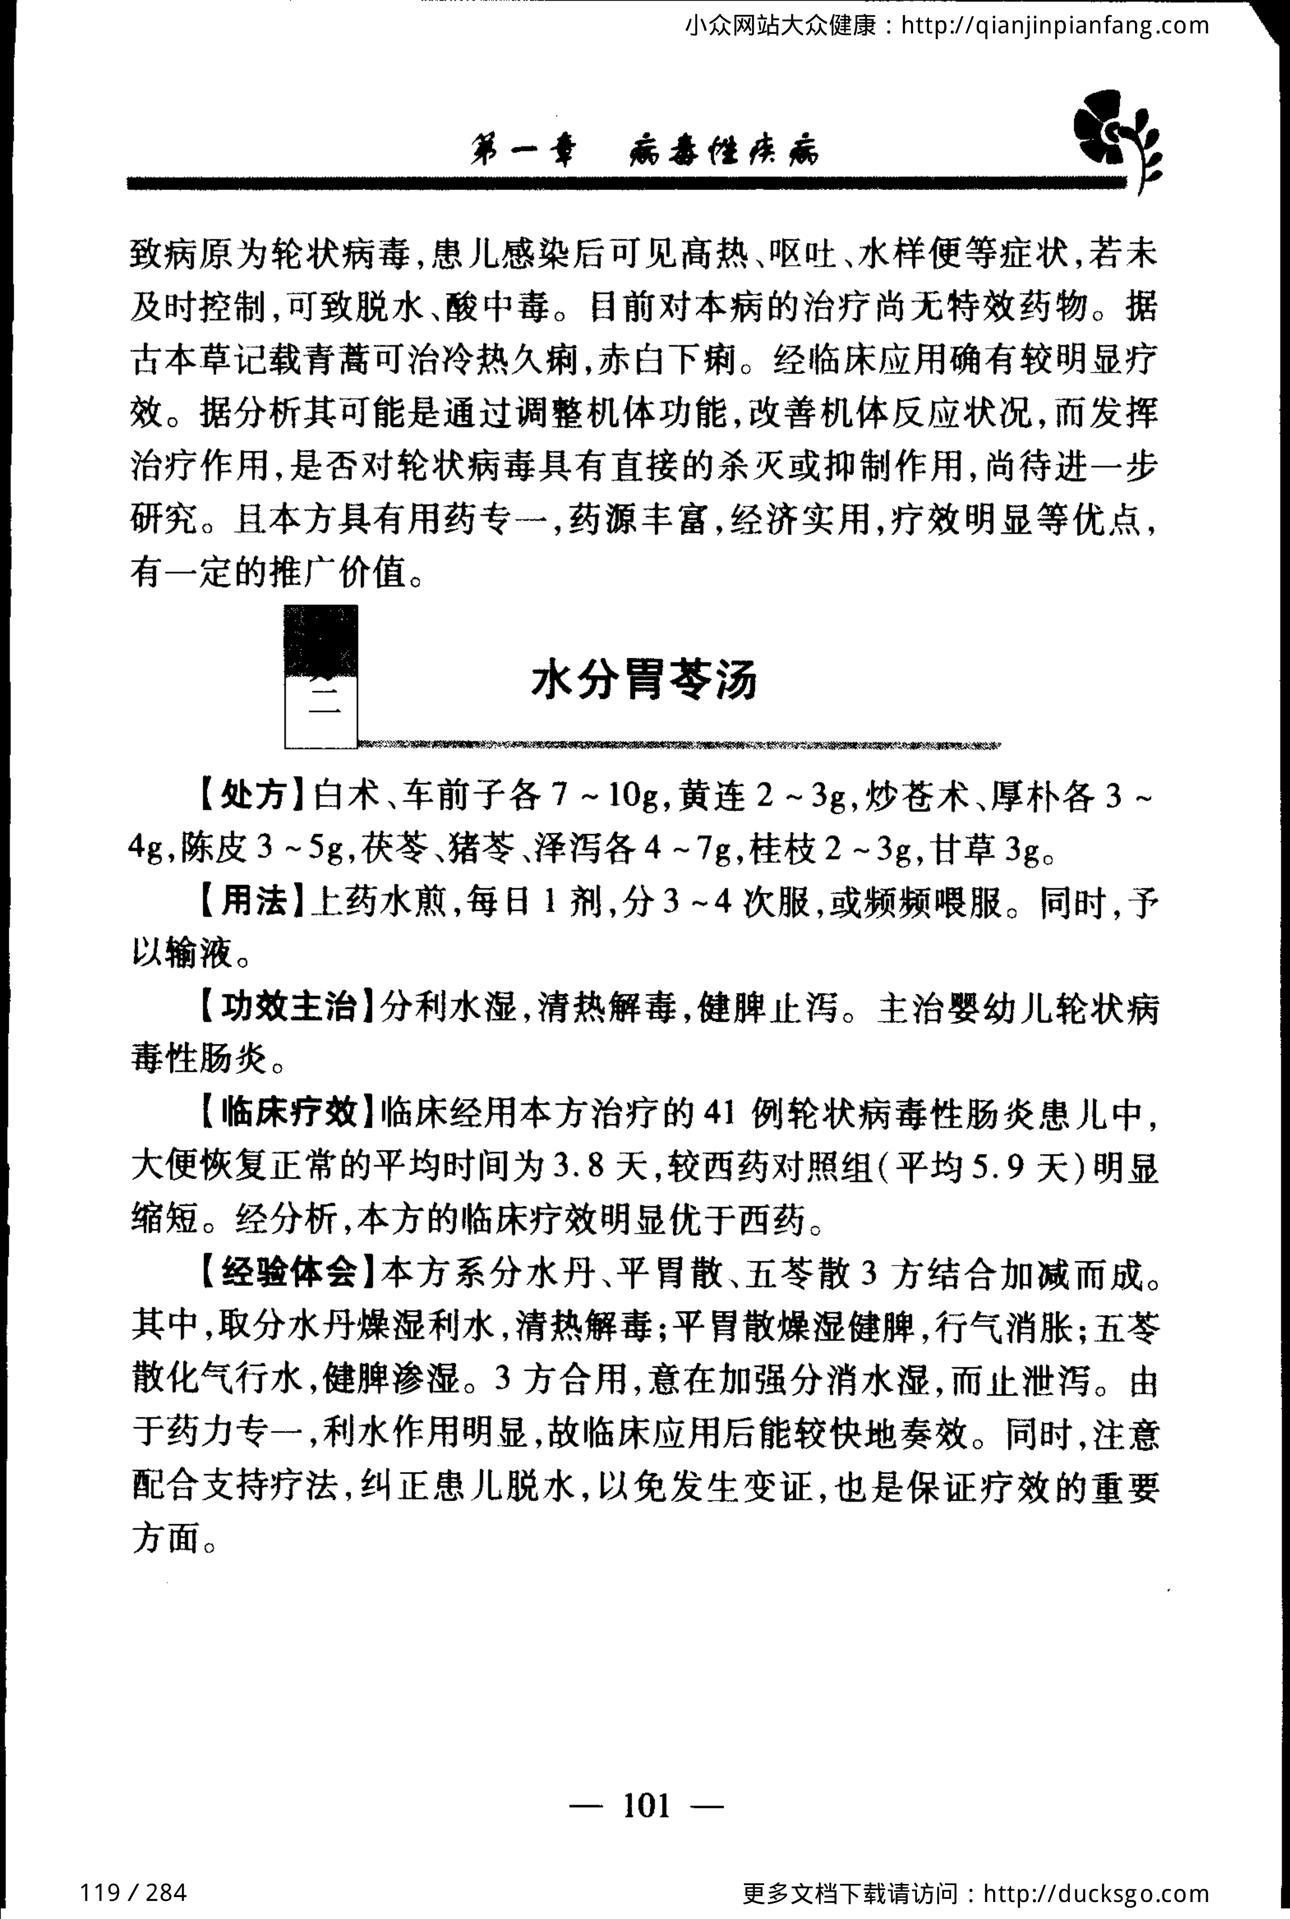 小众网站大众健康：http://qianjinpianfang.com
第一章 病毒性疾病
致病原为轮状病毒,患儿感染后可见高热、呕吐、水样便等症状,若未
及时控制,可致脱水、酸中毒。目前对本病的治疗尚无特效药物。据
古本草记载青蒿可治冷热久痢,赤白下痢。经临床应用确有较明显疗
效。据分析其可能是通过调整机体功能,改善机体反应状况,而发挥
治疗作用,是否对轮状病毒具有直接的杀灭或抑制作用,尚待进一步
研究。且本方具有用药专一,药源丰富,经济实用,疗效明显等优点,
有一定的推广价值。
二
水分胃苓汤
【处方】白术、车前子各 7 ~ 10g,黄连 2 ~ 3g,炒苍术、厚朴各 3 ~
4g,陈皮 3 ~ 5g,茯苓、猪苓、泽泻各 4 ~ 7g,桂枝 2 ~ 3g,甘草 3g。
【用法】上药水煎,每日 1 剂,分 3 ~ 4 次服,或频频喂服。同时,予
以输液。
【功效主治】分利水湿,清热解毒,健脾止泻。主治婴幼儿轮状病
毒性肠炎。
【临床疗效】临床经用本方治疗的 41 例轮状病毒性肠炎患儿中,
大便恢复正常的平均时间为 3.8 天,较西药对照组(平均 5.9 天)明显
缩短。经分析,本方的临床疗效明显优于西药。
【经验体会】本方系分水丹、平胃散、五苓散 3 方结合加减而成。
其中,取分水丹燥湿利水,清热解毒;平胃散燥湿健脾,行气消胀;五苓
散化气行水,健脾渗湿。3 方合用,意在加强分消水湿,而止泄泻。由
于药力专一,利水作用明显,故临床应用后能较快地奏效。同时,注意
配合支持疗法,纠正患儿脱水,以免发生变证,也是保证疗效的重要
方面。
— 101 —
119 / 284
更多文档下载请访问：http://ducksgo.com